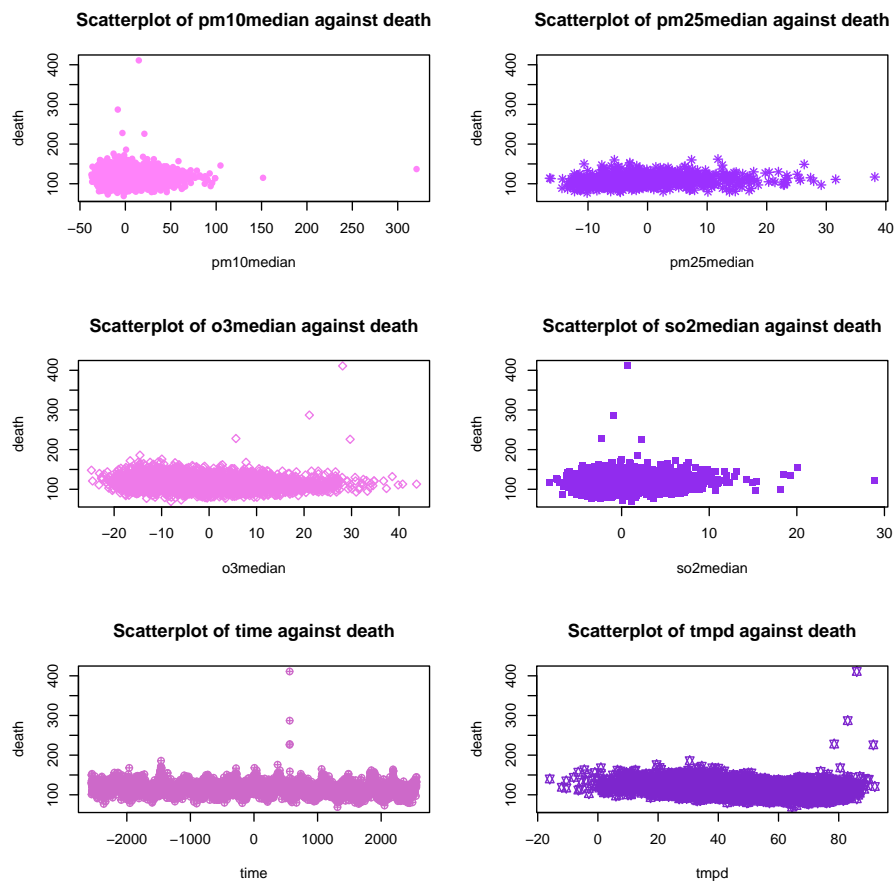 Scatterplot of pm10median against death
death
100 200 300 400
−50 0 50 100 150 200 250 300
pm10median
Scatterplot of pm25median against death
death
100 200 300 400
−10 0 10 20 30 40
pm25median
Scatterplot of o3median against death
death
100 200 300 400
−20 −10 0 10 20 30 40
o3median
Scatterplot of so2median against death
death
100 200 300 400
0 10 20 30
so2median
Scatterplot of time against death
death
100 200 300 400
−2000 −1000 0 1000 2000
time
Scatterplot of tmpd against death
death
100 200 300 400
−20 0 20 40 60 80
tmpd